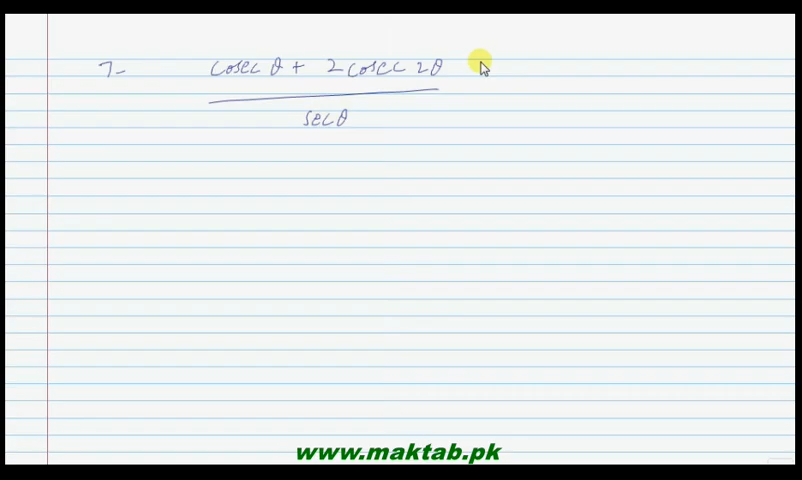 7- cosec θ + 2 cosec 2θ
sec θ
www.maktab.pk